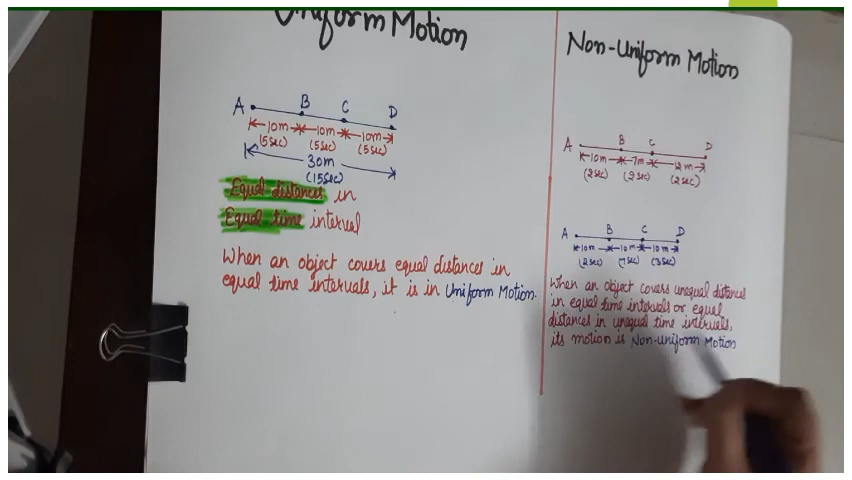 Uniform Motion
A B C D
10m 10m 10m
(5sec) (5sec) (5sec)
30m
(15sec)
Equal distances in
Equal time interval
When an object covers equal distances in
equal time intervals, it is in Uniform Motion.
Non-Uniform Motion
A B C D
10m 7m 12m
(2sec) (2sec) (2sec)
A B C D
10m 10m 10m
(2sec) (7sec) (3sec)
When an object covers unequal distances
in equal time intervals or equal
distances in unequal time intervals,
its motion is Non-Uniform Motion